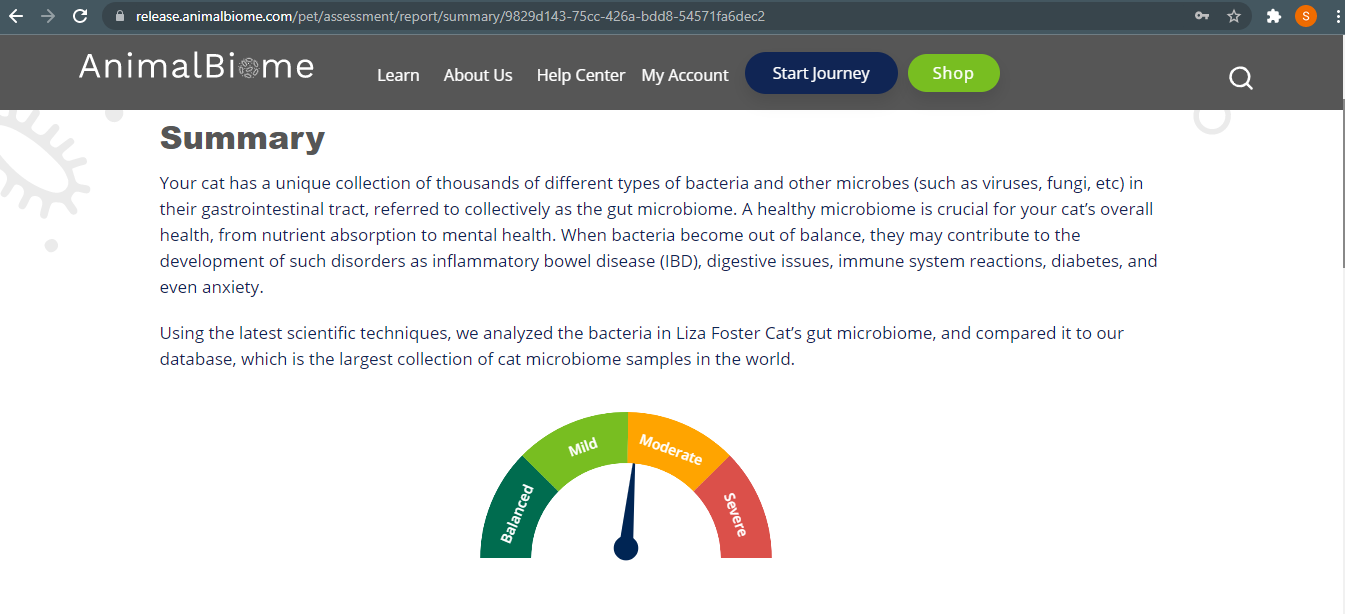 release.animalbiome.com/pet/assessment/report/summary/9829d143-75cc-426a-bdd8-54571fa6dec2
S
AnimalBiome
Learn About Us Help Center My Account Start Journey Shop
Summary
Your cat has a unique collection of thousands of different types of bacteria and other microbes (such as viruses, fungi, etc) in
their gastrointestinal tract, referred to collectively as the gut microbiome. A healthy microbiome is crucial for your cat’s overall
health, from nutrient absorption to mental health. When bacteria become out of balance, they may contribute to the
development of such disorders as inflammatory bowel disease (IBD), digestive issues, immune system reactions, diabetes, and
even anxiety.
Using the latest scientific techniques, we analyzed the bacteria in Liza Foster Cat’s gut microbiome, and compared it to our
database, which is the largest collection of cat microbiome samples in the world.
Balanced
Mild
Moderate
Severe